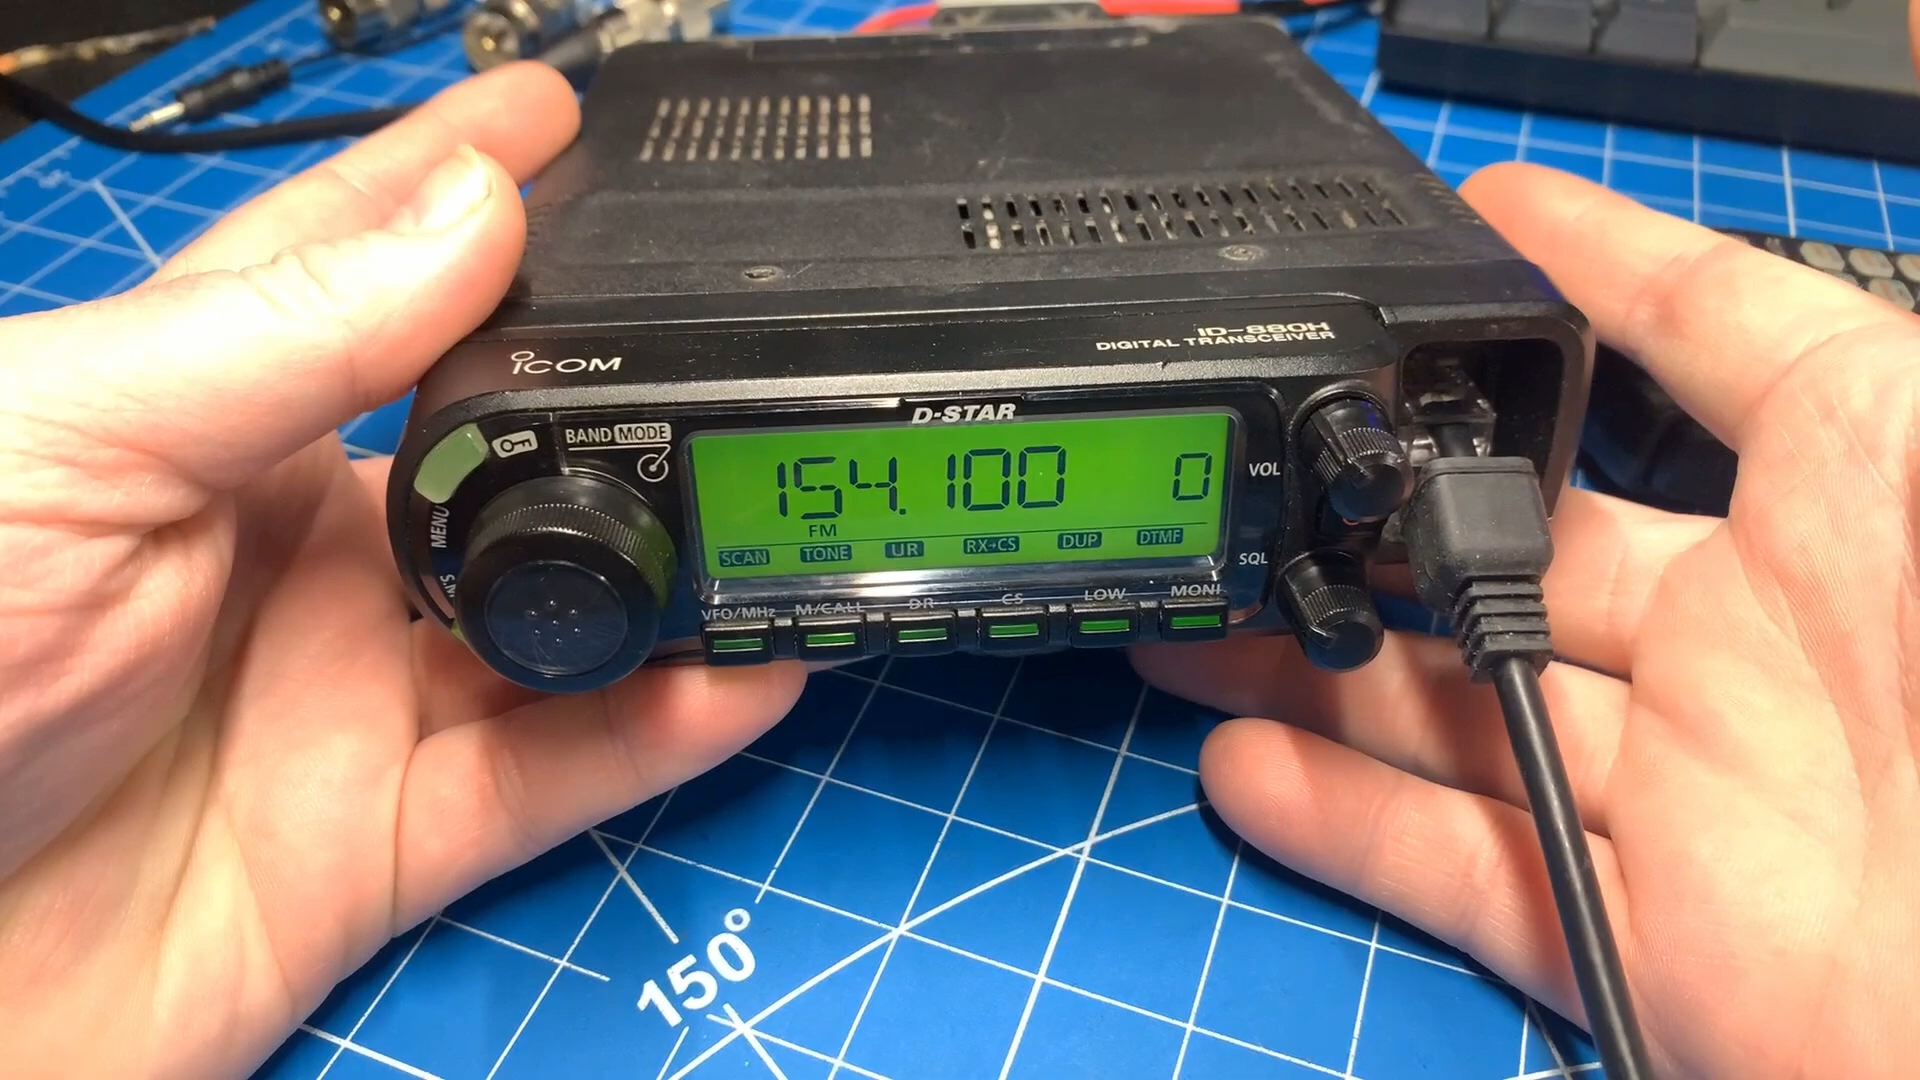 iCOM
ID-880H
DIGITAL TRANSCEIVER
D-STAR
BAND MODE
MENU
154.100 0
FM
SCAN TONE UR RX→CS DUP DTMF
VOL
SQL
VFO/MHz M/CALL DR CS LOW MONI
150°